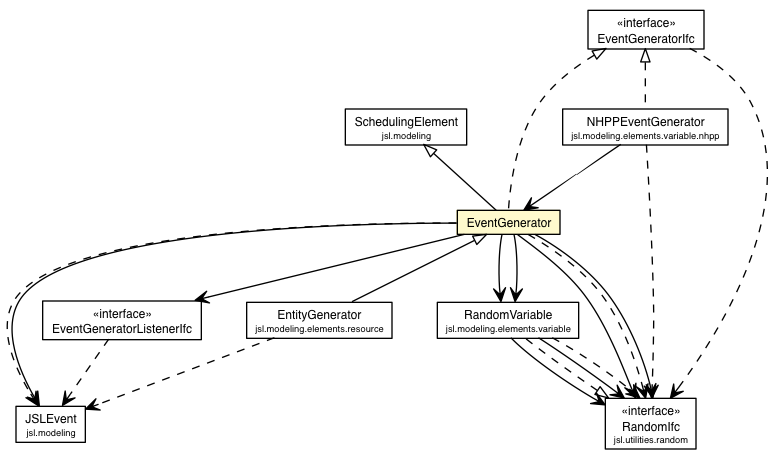 «interface»
EventGeneratorIfc
SchedulingElement
jsl.modeling
NHPPEventGenerator
jsl.modeling.elements.variable.nhpp
EventGenerator
«interface»
EventGeneratorListenerIfc
EntityGenerator
jsl.modeling.elements.resource
RandomVariable
jsl.modeling.elements.variable
JSLEvent
jsl.modeling
«interface»
RandomIfc
jsl.utilities.random